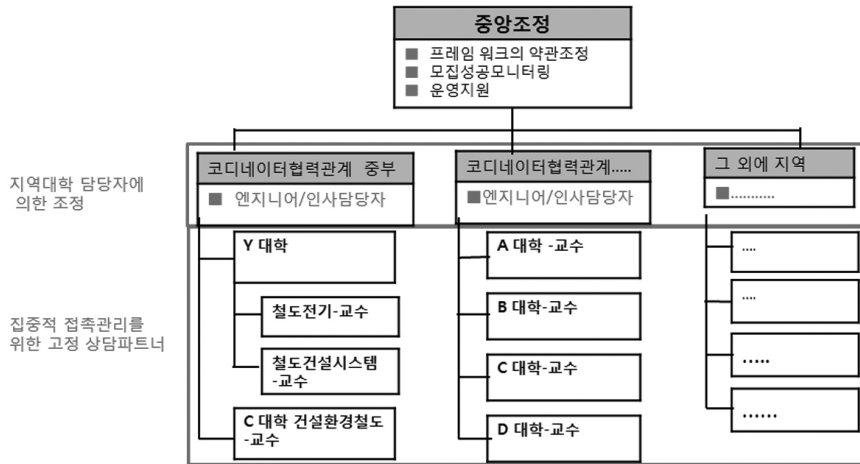 중앙조정
■ 프레임 워크의 약관조정
■ 모집성공모니터링
■ 운영지원
지역대학 담당자에
의한 조정
코디네이터협력관계 중부
■ 엔지니어/인사담당자
코디네이터협력관계.....
■엔지니어/인사담당자
그 외에 지역
■...........
집중적 접촉관리를
위한 고정 상담파트너
Y 대학
철도전기-교수
철도건설시스템
-교수
C 대학 건설환경철도
-교수
A 대학 -교수
B 대학-교수
C 대학-교수
D 대학-교수
....
....
.....
......